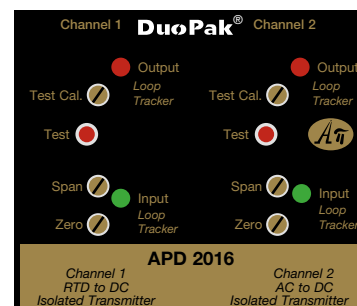 Channel 1 DuoPak® Channel 2
Output Output
Test Cal. Loop Tracker Test Cal. Loop Tracker
Test Test
Span Input Span Input
Zero Loop Tracker Zero Loop Tracker
APD 2016
Channel 1 Channel 2
RTD to DC AC to DC
Isolated Transmitter Isolated Transmitter